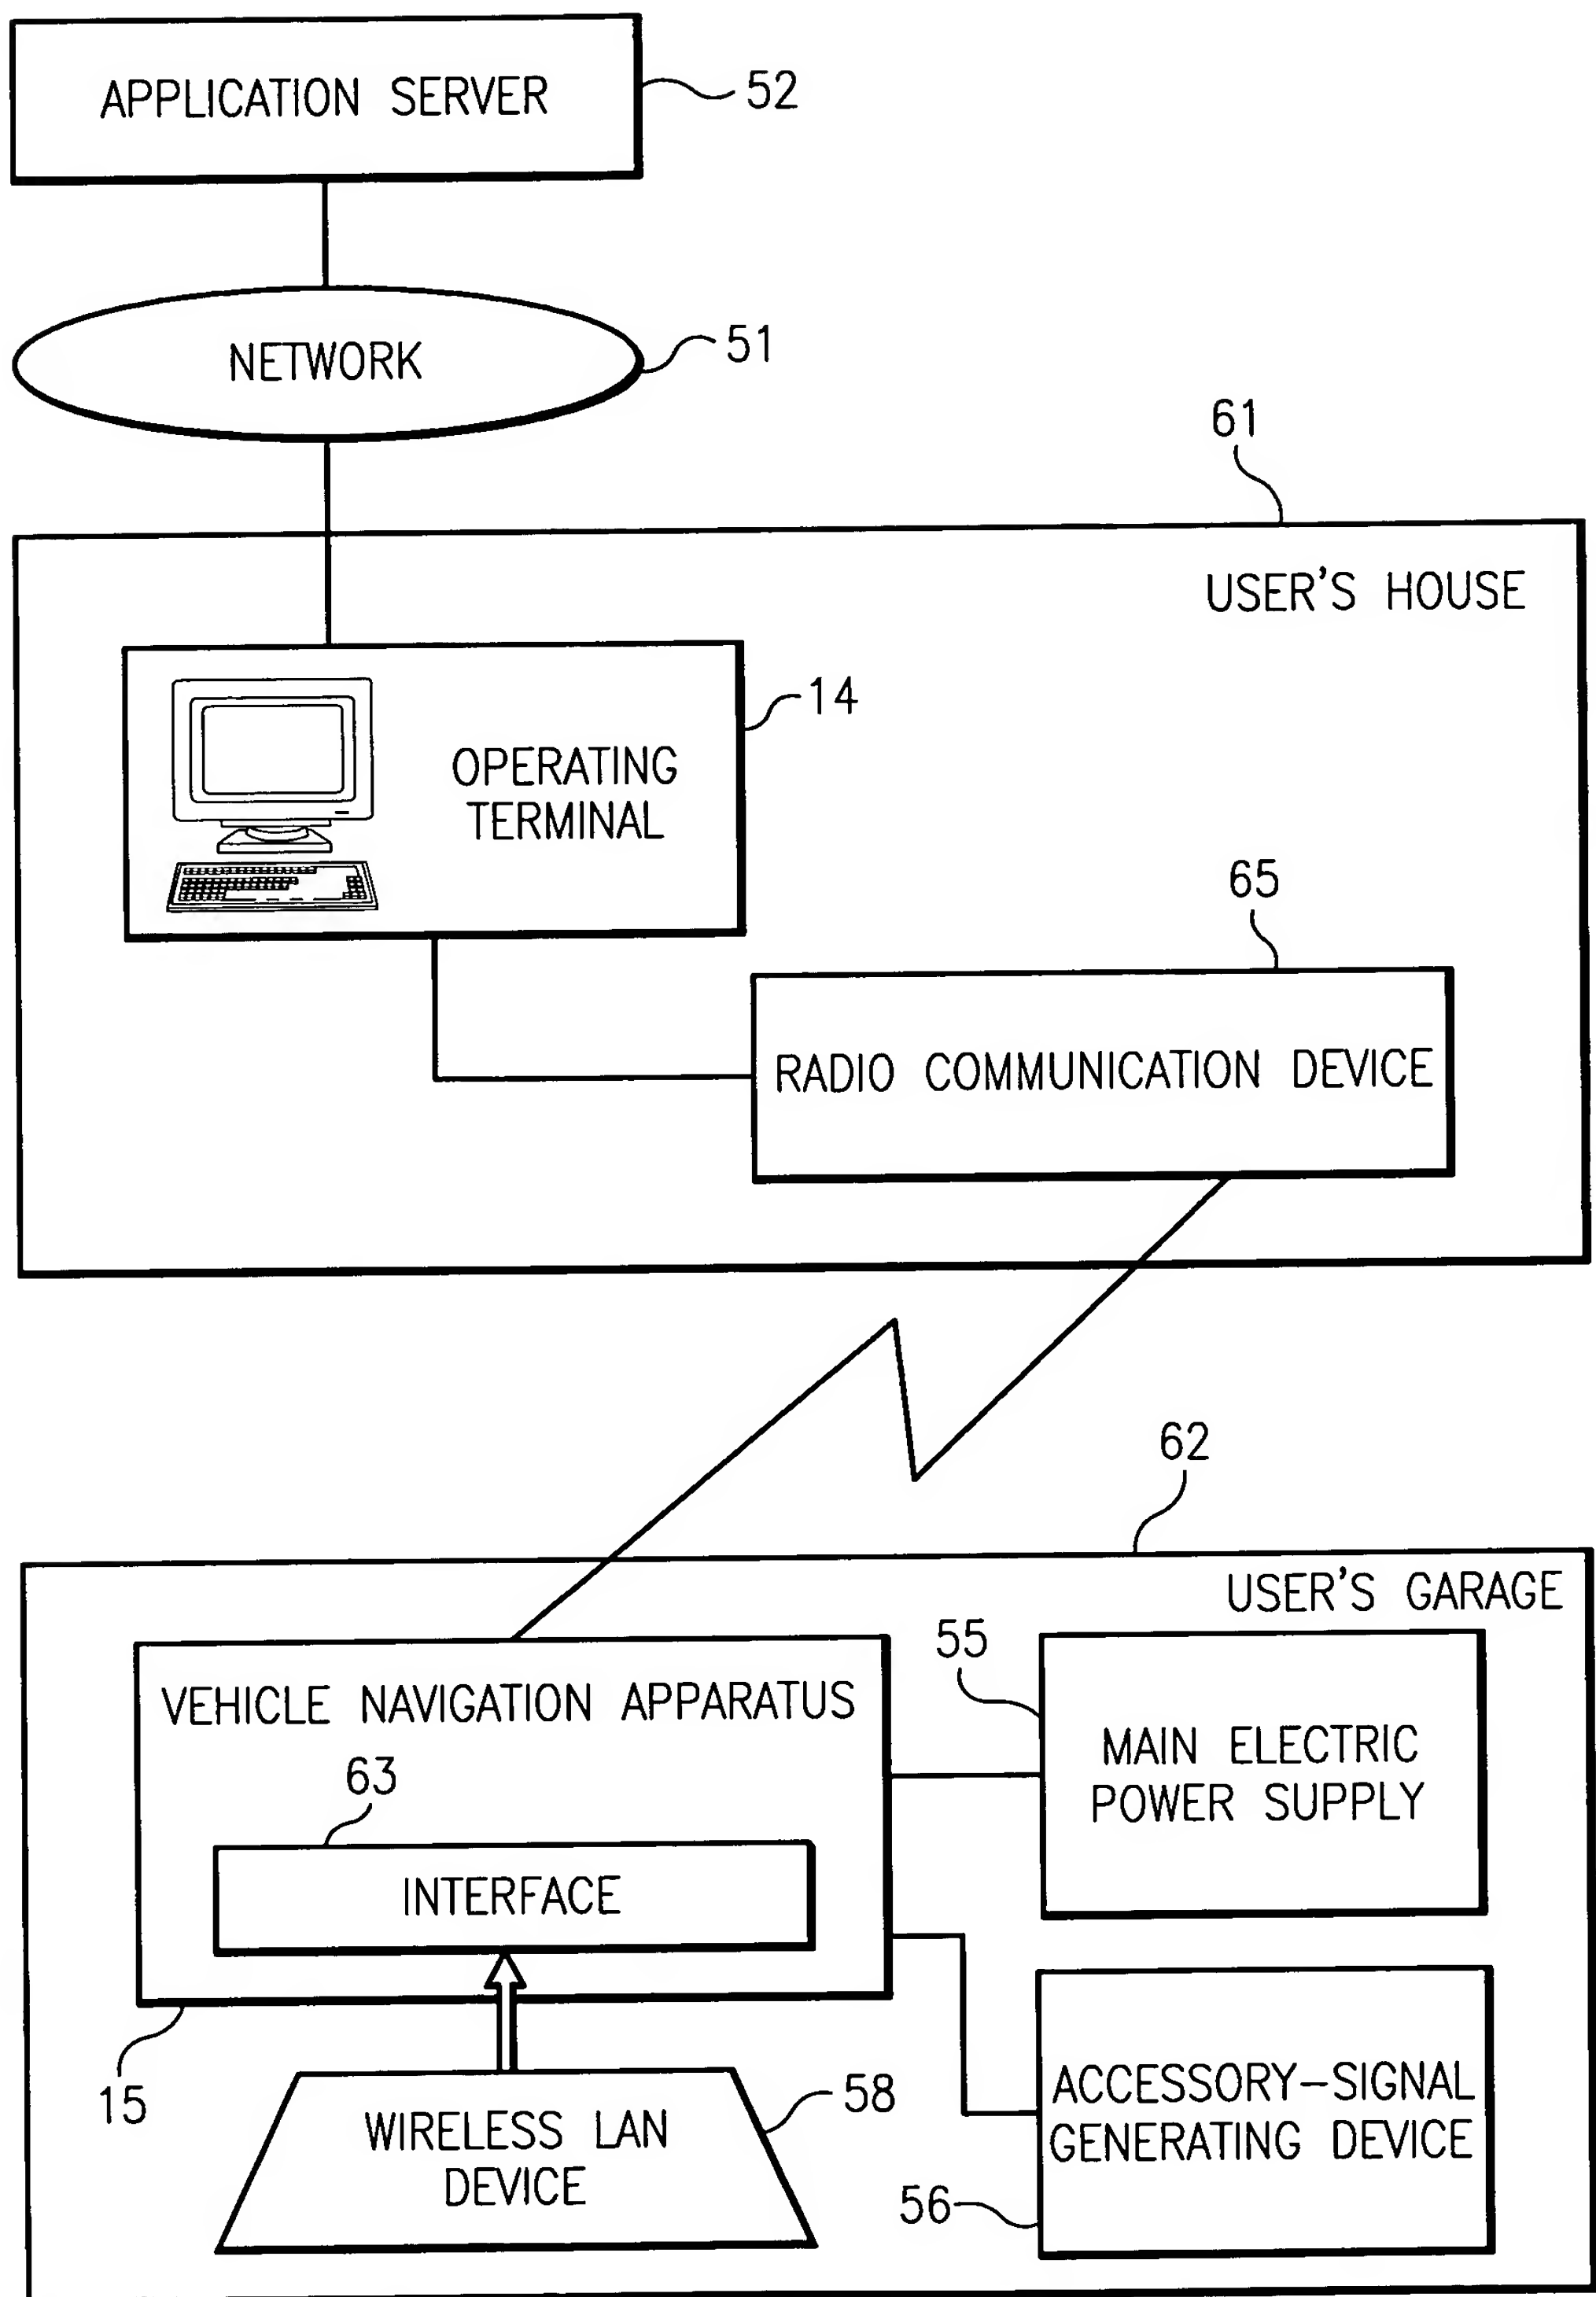 APPLICATION SERVER
52
NETWORK
51
61
USER'S HOUSE
14
OPERATING
TERMINAL
65
RADIO COMMUNICATION DEVICE
62
USER'S GARAGE
55
VEHICLE NAVIGATION APPARATUS
MAIN ELECTRIC
POWER SUPPLY
63
INTERFACE
15
58
WIRELESS LAN
DEVICE
ACCESSORY-SIGNAL
GENERATING DEVICE
56